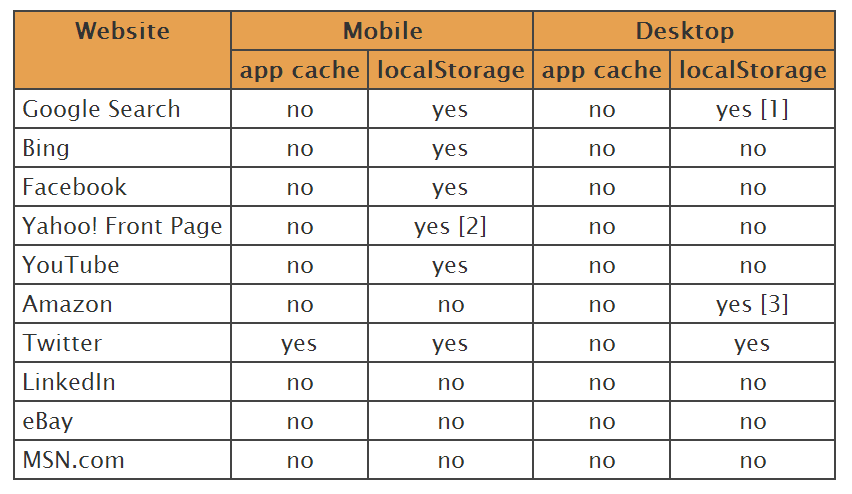 Website Mobile Desktop
app cache localStorage app cache localStorage
Google Search no yes no yes [1]
Bing no yes no no
Facebook no yes no no
Yahoo! Front Page no yes [2] no no
YouTube no yes no no
Amazon no no no yes [3]
Twitter yes yes no yes
LinkedIn no no no no
eBay no no no no
MSN.com no no no no